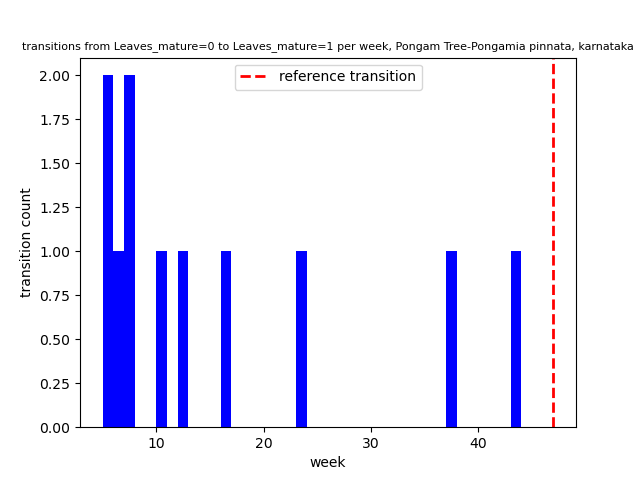 transitions from Leaves_mature=0 to Leaves_mature=1 per week, Pongam Tree-Pongamia pinnata, karnataka
reference transition
transition count
2.00
1.75
1.50
1.25
1.00
0.75
0.50
0.25
0.00
10 20 30 40
week